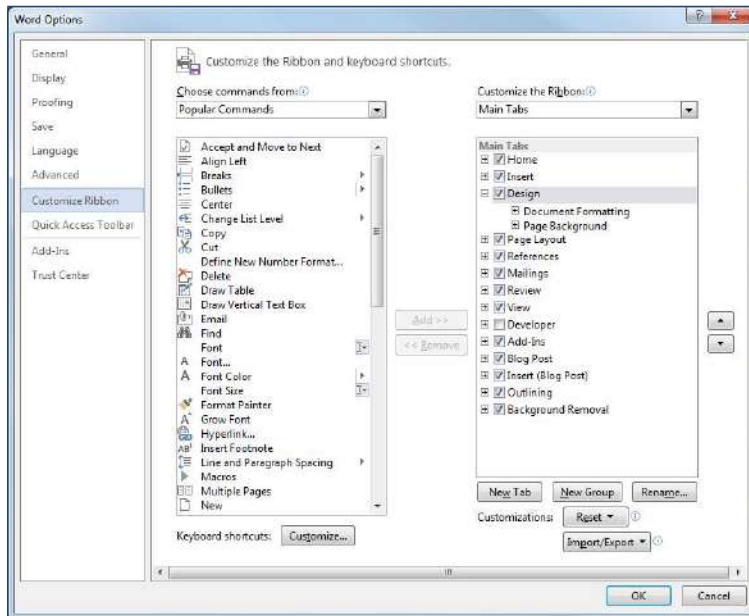 Word Options
General
Display
Proofing
Save
Language
Advanced
Customize Ribbon
Quick Access Toolbar
Add-Ins
Trust Center
Customize the Ribbon and keyboard shortcuts.
Choose commands from:
Popular Commands
Accept and Move to Next
Align Left
Breaks
Bullets
Center
Change List Level
Copy
Cut
Define New Number Format...
Delete
Draw Table
Draw Vertical Text Box
Email
Find
Font
Font...
Font Color
Font Size
Format Painter
Grow Font
Hyperlink...
Insert Footnote
Line and Paragraph Spacing
Macros
Multiple Pages
New
Keyboard shortcuts: Customize...
Add >>
<< Remove
Customize the Ribbon:
Main Tabs
Main Tabs
Home
Insert
Design
Document Formatting
Page Background
Page Layout
References
Mailings
Review
View
Developer
Add-Ins
Blog Post
Insert (Blog Post)
Outlining
Background Removal
New Tab New Group Rename...
Customizations: Reset
Import/Export
OK Cancel